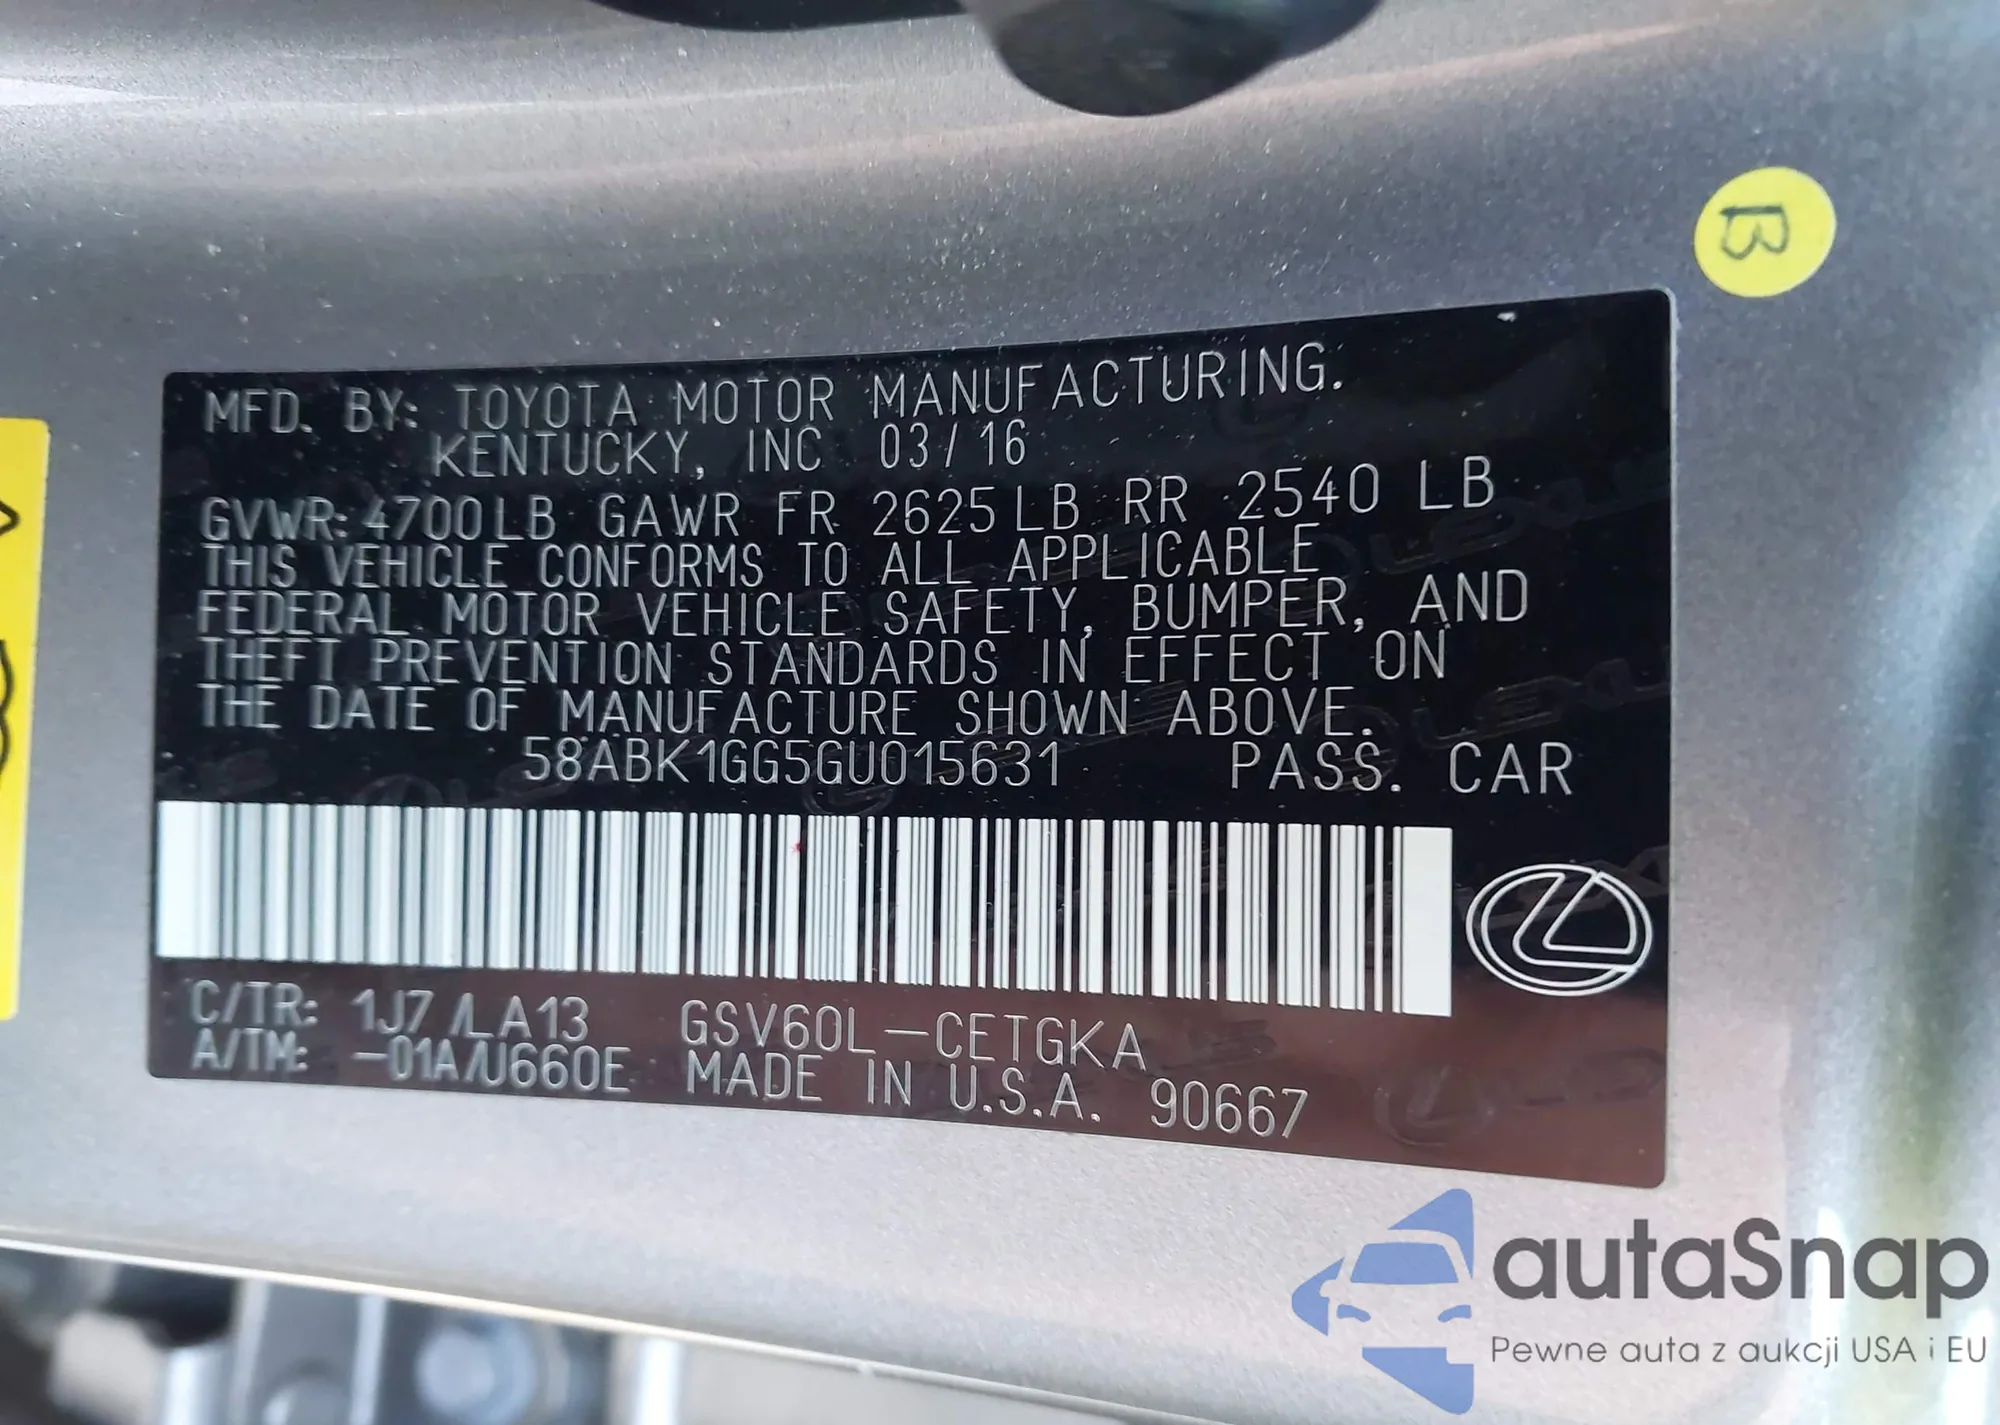 B
MFD. BY: TOYOTA MOTOR MANUFACTURING.
KENTUCKY, INC 03/16
GVWR: 4700LB GAWR FR 2625LB RR 2540 LB
THIS VEHICLE CONFORMS TO ALL APPLICABLE
FEDERAL MOTOR VEHICLE SAFETY, BUMPER, AND
THEFT PREVENTION STANDARDS IN EFFECT ON
THE DATE OF MANUFACTURE SHOWN ABOVE.
58ABK1GG5GU015631 PASS. CAR
C/TR: 1J7/LA13 GSV60L-CETGKA
A/TM: -01A/U660E MADE IN U.S.A. 90667
autaSnap
Pewne auta z aukcji USA i EU